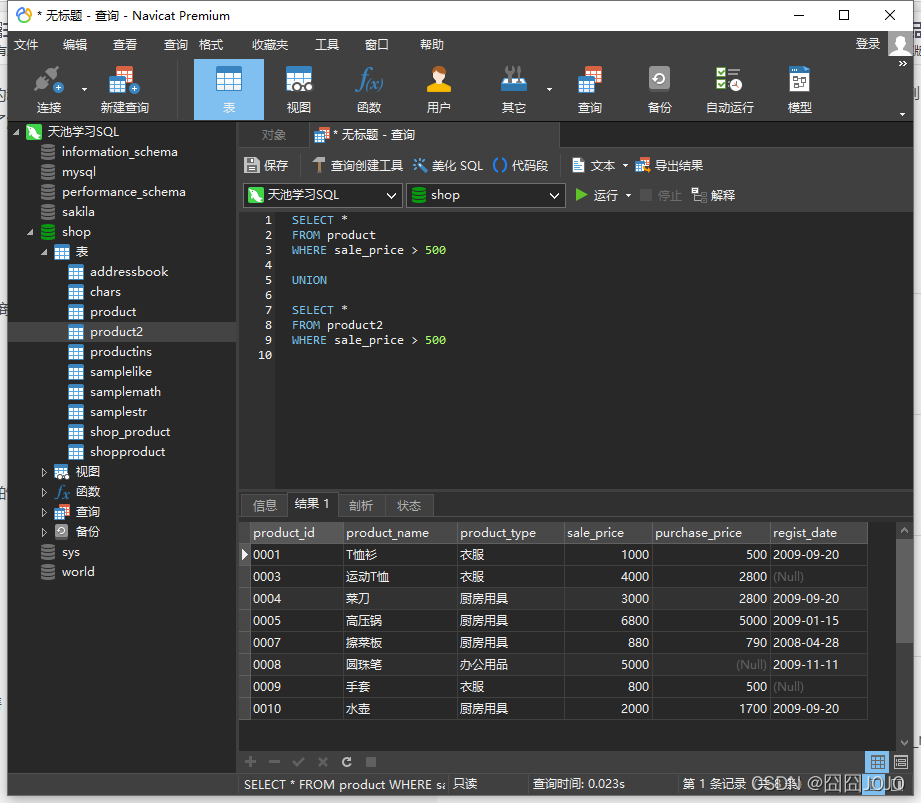 * 无标题 - 查询 - Navicat Premium
文件 编辑 查看 查询 格式 收藏夹 工具 窗口 帮助 登录
连接 新建查询 表 视图 函数 用户 其它 查询 备份 自动运行 模型
天池学习SQL
information_schema
mysql
performance_schema
sakila
shop
表
addressbook
chars
product
product2
productins
samplelike
samplemath
samplestr
shop_product
shopproduct
视图
函数
查询
备份
sys
world
对象 * 无标题 - 查询
保存 查询创建工具 美化 SQL 代码段 文本 导出结果
天池学习SQL shop 运行 停止 解释
1 SELECT *
2 FROM product
3 WHERE sale_price > 500
4
5 UNION
6
7 SELECT *
8 FROM product2
9 WHERE sale_price > 500
10
信息 结果 1 剖析 状态
product_id product_name product_type sale_price purchase_price regist_date
0001 T恤衫 衣服 1000 500 2009-09-20
0003 运动T恤 衣服 4000 2800 (Null)
0004 菜刀 厨房用具 3000 2800 2009-09-20
0005 高压锅 厨房用具 6800 5000 2009-01-15
0007 擦菜板 厨房用具 880 790 2008-04-28
0008 圆珠笔 办公用品 5000 (Null) 2009-11-11
0009 手套 衣服 800 500 (Null)
0010 水壶 厨房用具 2000 1700 2009-09-20
SELECT * FROM product WHERE sa 只读 查询时间: 0.023s 第 1 条记录 (共 8 条)
CSDN @囧囧JOJO